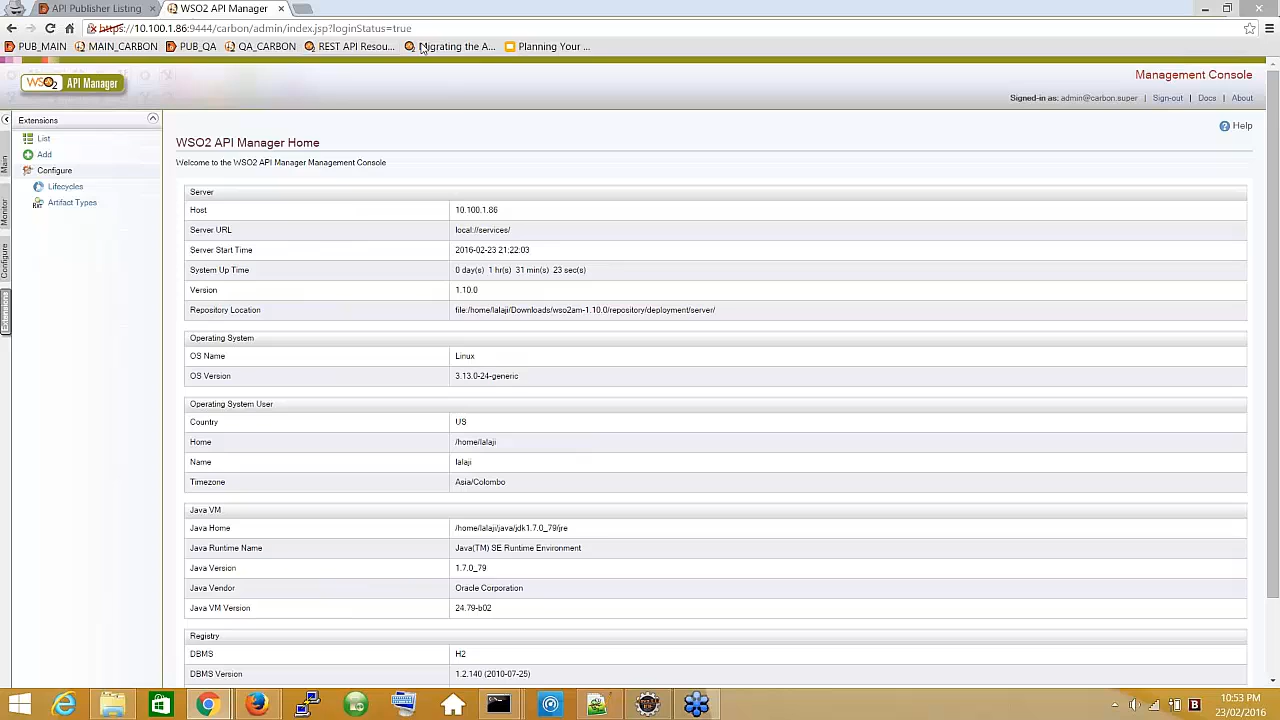 API Publisher Listing
WSO2 API Manager
https://10.100.1.86:9444/carbon/admin/index.jsp?loginStatus=true
PUB_MAIN MAIN_CARBON PUB_QA QA_CARBON REST API Resou... Migrating the A... Planning Your ...
WSO2 API Manager
Management Console
Signed-in as: admin@carbon.super | Sign-out | Docs | About
Main
Monitor
Configure
Extensions
Extensions
List
Add
Configure
Lifecycles
Artifact Types
Help
WSO2 API Manager Home
Welcome to the WSO2 API Manager Management Console
Server
Host 10.100.1.86
Server URL local://services/
Server Start Time 2016-02-23 21:22:03
System Up Time 0 day(s) 1 hr(s) 31 min(s) 23 sec(s)
Version 1.10.0
Repository Location file:/home/lalaji/Downloads/wso2am-1.10.0/repository/deployment/server/
Operating System
OS Name Linux
OS Version 3.13.0-24-generic
Operating System User
Country US
Home /home/lalaji
Name lalaji
Timezone Asia/Colombo
Java VM
Java Home /home/lalaji/java/jdk1.7.0_79/jre
Java Runtime Name Java(TM) SE Runtime Environment
Java Version 1.7.0_79
Java Vendor Oracle Corporation
Java VM Version 24.79-b02
Registry
DBMS H2
DBMS Version 1.2.140 (2010-07-25)
10:53 PM
23/02/2016